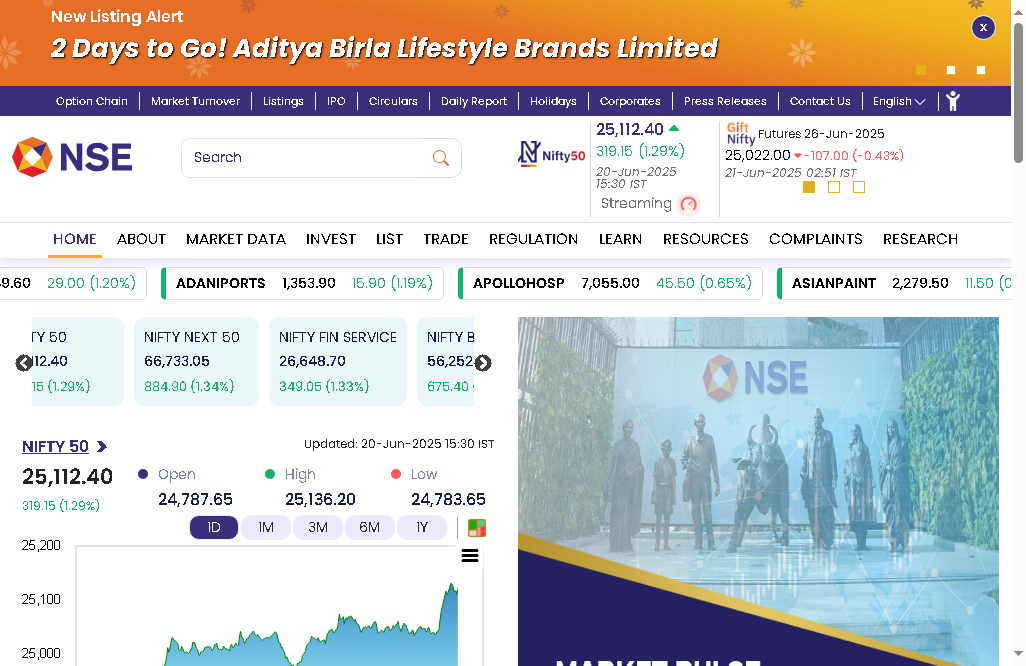 New Listing Alert
2 Days to Go! Aditya Birla Lifestyle Brands Limited
x
Option Chain Market Turnover Listings IPO Circulars Daily Report Holidays Corporates Press Releases Contact Us English
NSE
Search
Nifty50
25,112.40
319.15 (1.29%)
20-Jun-2025
15:30 IST
Streaming
Gift
Nifty
Futures 26-Jun-2025
25,022.00 -107.00 (-0.43%)
21-Jun-2025 02:51 IST
HOME ABOUT MARKET DATA INVEST LIST TRADE REGULATION LEARN RESOURCES COMPLAINTS RESEARCH
9.60 29.00 (1.20%) ADANIPORTS 1,353.90 15.90 (1.19%) APOLLOHOSP 7,055.00 45.50 (0.65%) ASIANPAINT 2,279.50 11.50 (0
TY 50 NIFTY NEXT 50 NIFTY FIN SERVICE NIFTY B
112.40 66,733.05 26,648.70 56,252
15 (1.29%) 884.90 (1.34%) 349.05 (1.33%) 675.40
NSE
NIFTY 50
Updated: 20-Jun-2025 15:30 IST
25,112.40
319.15 (1.29%)
Open High Low
24,787.65 25,136.20 24,783.65
1D 1M 3M 6M 1Y
25,200
25,100
25,000
MARKET PULSE